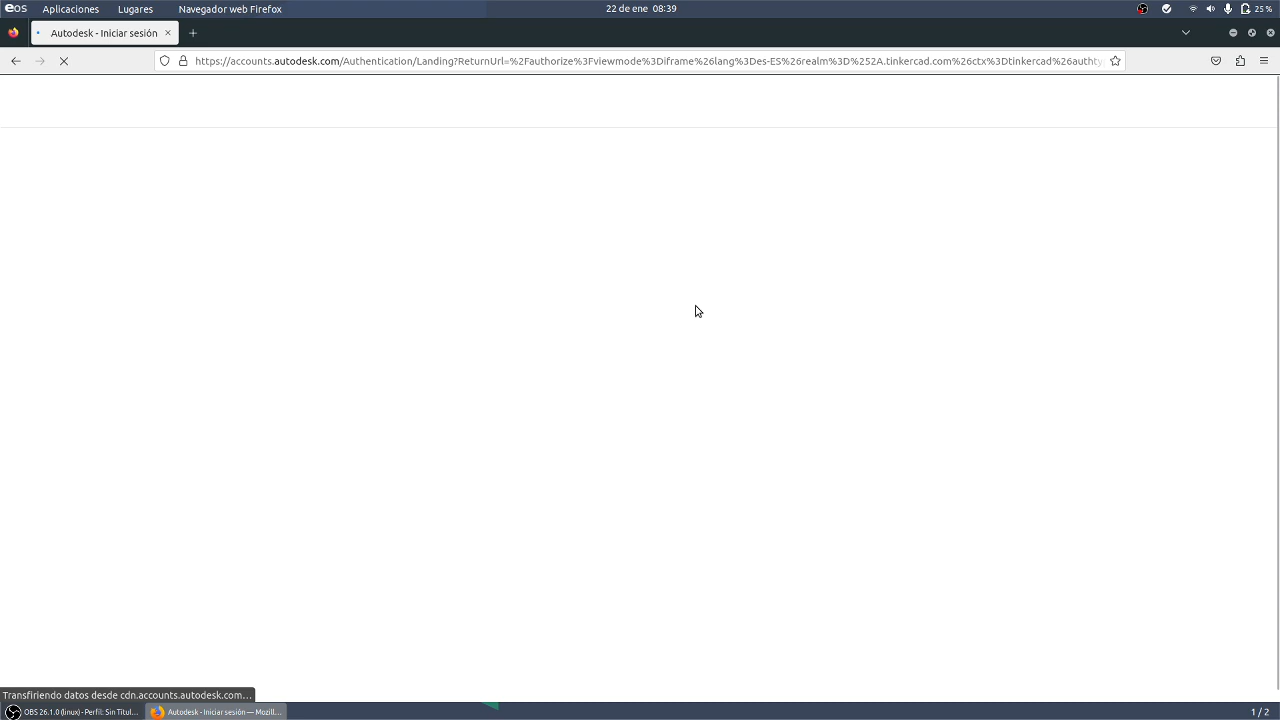 eos Aplicaciones Lugares Navegador web Firefox 22 de ene 08:39 25 %
Autodesk - Iniciar sesión
https://accounts.autodesk.com/Authentication/Landing?ReturnUrl=%2Fauthorize%3Fviewmode%3Diframe%26lang%3Des-ES%26realm%3D%252A.tinkercad.com%26ctx%3Dtinkercad%26authty
Transfiriendo datos desde cdn.accounts.autodesk.com…
OBS 26.1.0 (linux) - Perfil: Sin Titul… Autodesk - Iniciar sesión — Mozill… 1 / 2